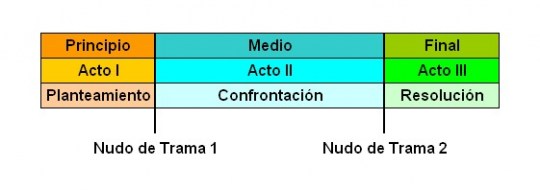 Principio Medio Final
Acto I Acto II Acto III
Planteamiento Confrontación Resolución
Nudo de Trama 1 Nudo de Trama 2